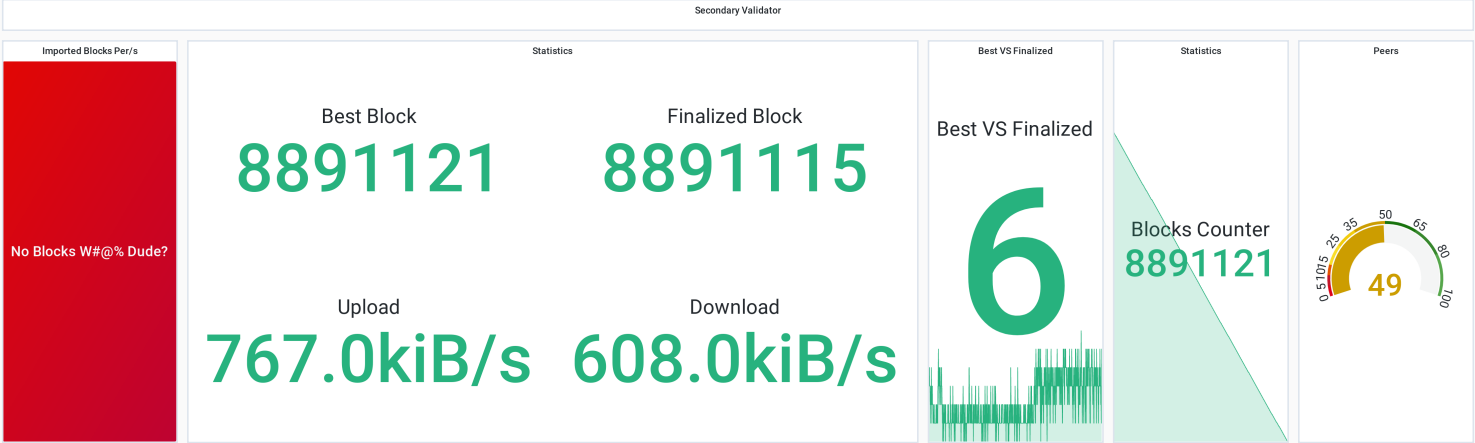 Secondary Validator
Imported Blocks Per/s
No Blocks W#@% Dude?
Statistics
Best Block
8891121
Finalized Block
8891115
Upload
767.0kiB/s
Download
608.0kiB/s
Best VS Finalized
Best VS Finalized
6
Statistics
Blocks Counter
8891121
Peers
0
5
10
15
25
35
50
65
80
100
49